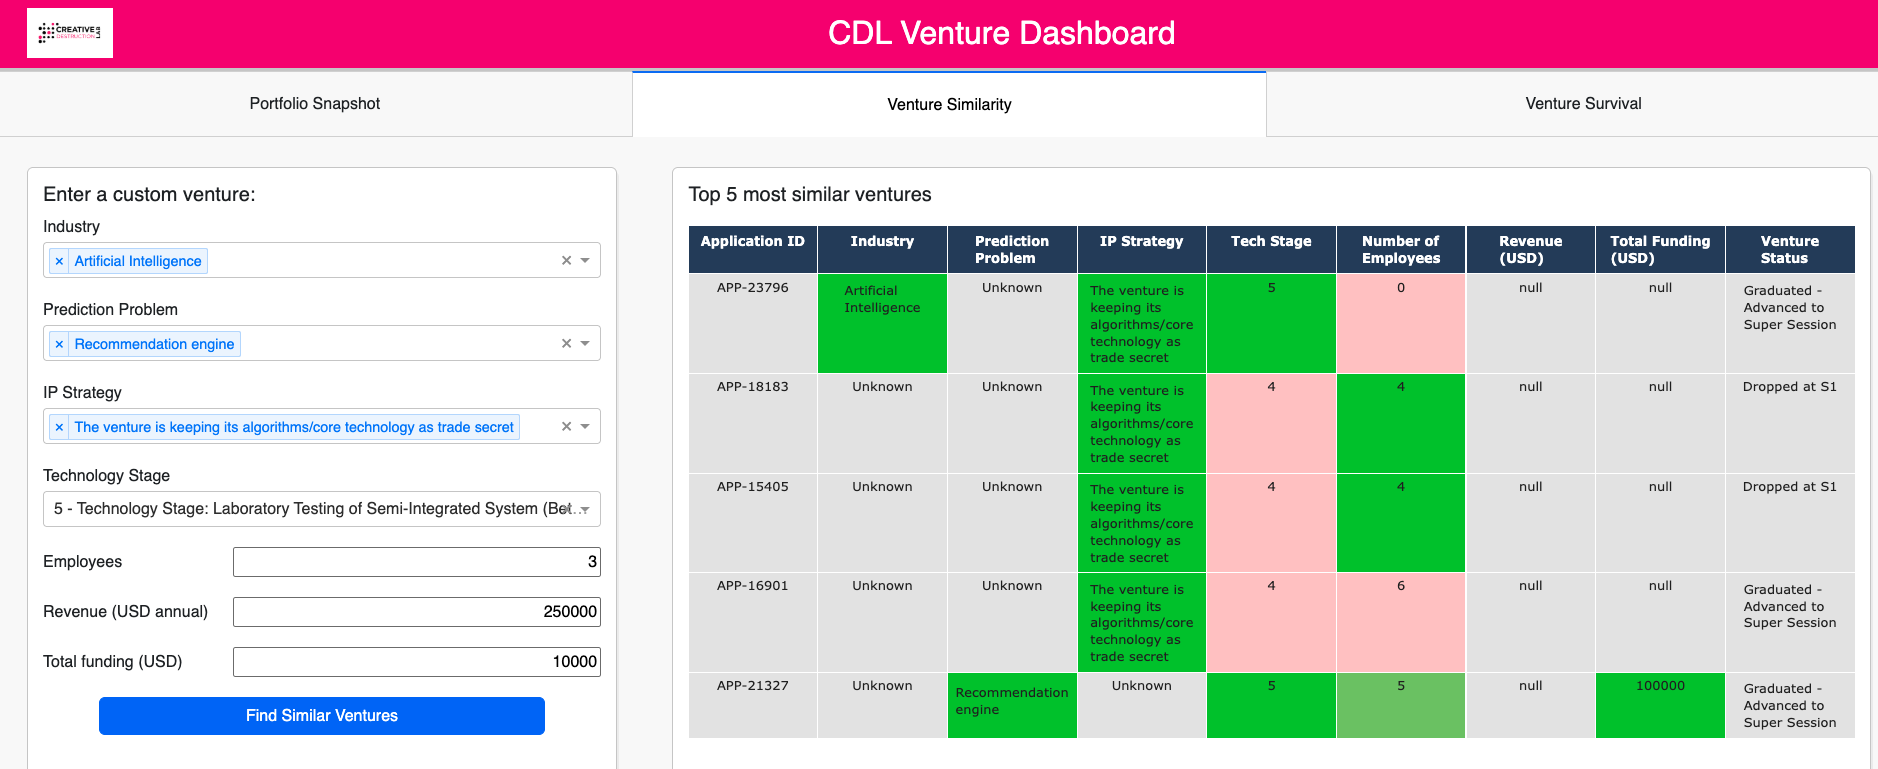 CREATIVE
DESTRUCTION
LAB
CDL Venture Dashboard
Portfolio Snapshot
Venture Similarity
Venture Survival
Enter a custom venture:
Industry
× Artificial Intelligence ×
Prediction Problem
× Recommendation engine ×
IP Strategy
× The venture is keeping its algorithms/core technology as trade secret ×
Technology Stage
5 - Technology Stage: Laboratory Testing of Semi-Integrated System (Bet...
Employees 3
Revenue (USD annual) 250000
Total funding (USD) 10000
Find Similar Ventures
Top 5 most similar ventures
Application ID Industry Prediction IP Strategy Tech Stage Number of Revenue Total Funding Venture
Problem Employees (USD) (USD) Status
APP-23796 Artificial Unknown The venture is 5 0 null null Graduated -
Intelligence keeping its Advanced to
algorithms/core Super Session
technology as
trade secret
APP-18183 Unknown Unknown The venture is 4 4 null null Dropped at S1
keeping its
algorithms/core
technology as
trade secret
APP-15405 Unknown Unknown The venture is 4 4 null null Dropped at S1
keeping its
algorithms/core
technology as
trade secret
APP-16901 Unknown Unknown The venture is 4 6 null null Graduated -
keeping its Advanced to
algorithms/core Super Session
technology as
trade secret
APP-21327 Unknown Recommendation Unknown 5 5 null 100000 Graduated -
engine Advanced to
Super Session